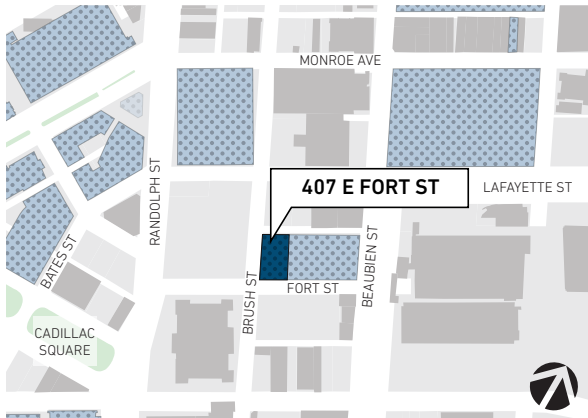 MONROE AVE
RANDOLPH ST
407 E FORT ST
LAFAYETTE ST
BATES ST
BRUSH ST
FORT ST
BEAUBIEN ST
CADILLAC
SQUARE